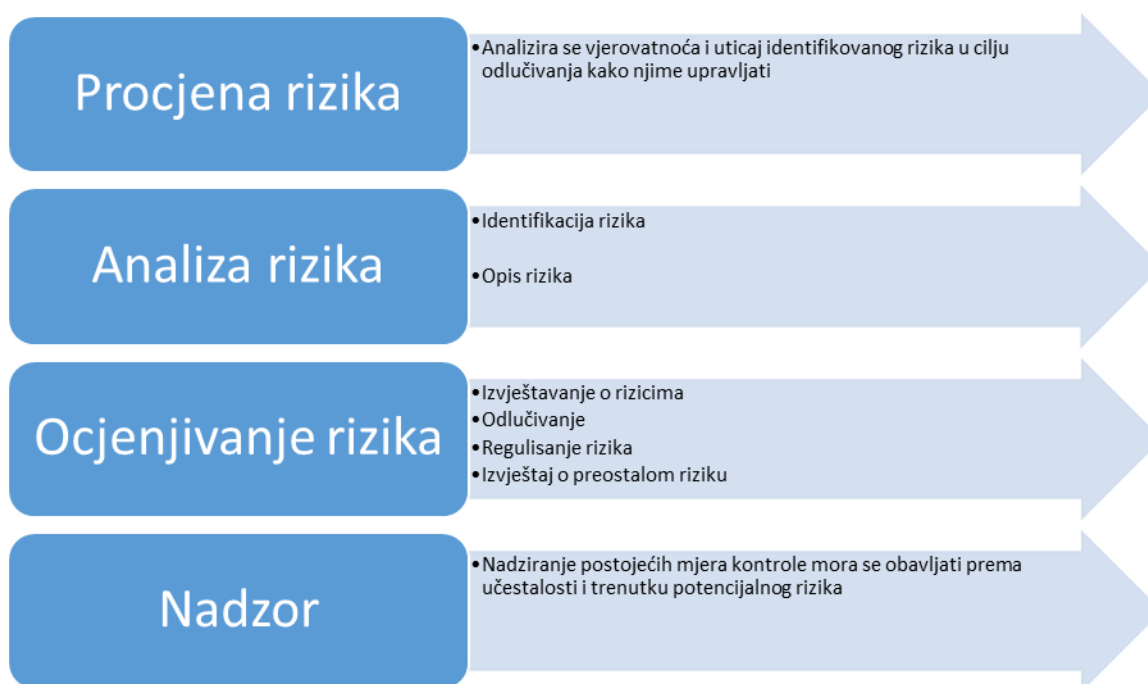 Procjena rizika
•Analizira se vjerovatnoća i uticaj identifikovanog rizika u cilju
odlučivanja kako njime upravljati
Analiza rizika
•Identifikacija rizika
•Opis rizika
Ocjenjivanje rizika
•Izvještavanje o rizicima
•Odlučivanje
•Regulisanje rizika
•Izvještaj o preostalom riziku
Nadzor
•Nadziranje postojećih mjera kontrole mora se obavljati prema
učestalosti i trenutku potencijalnog rizika